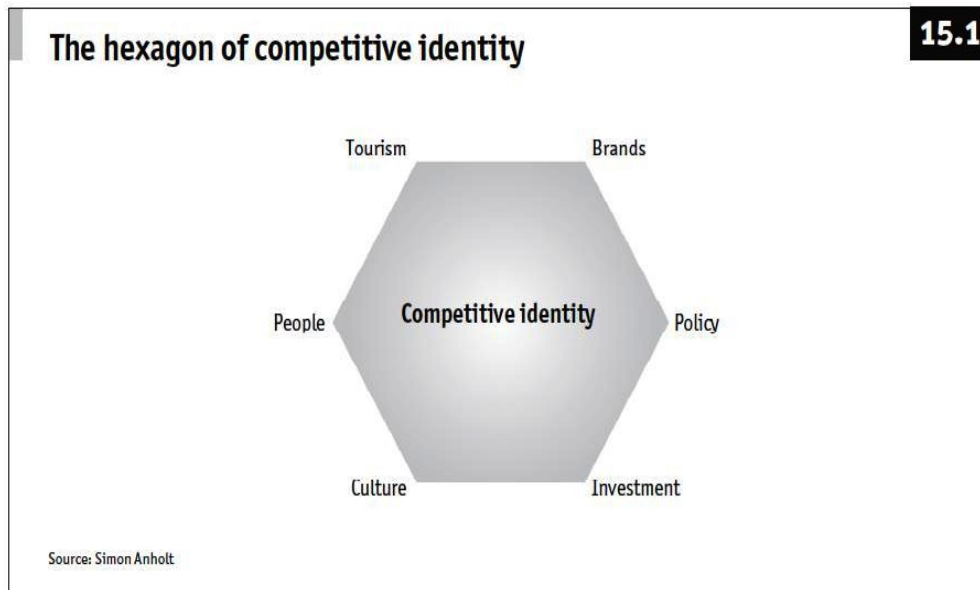 The hexagon of competitive identity
15.1
Tourism
Brands
People
Competitive identity
Policy
Culture
Investment
Source: Simon Anholt